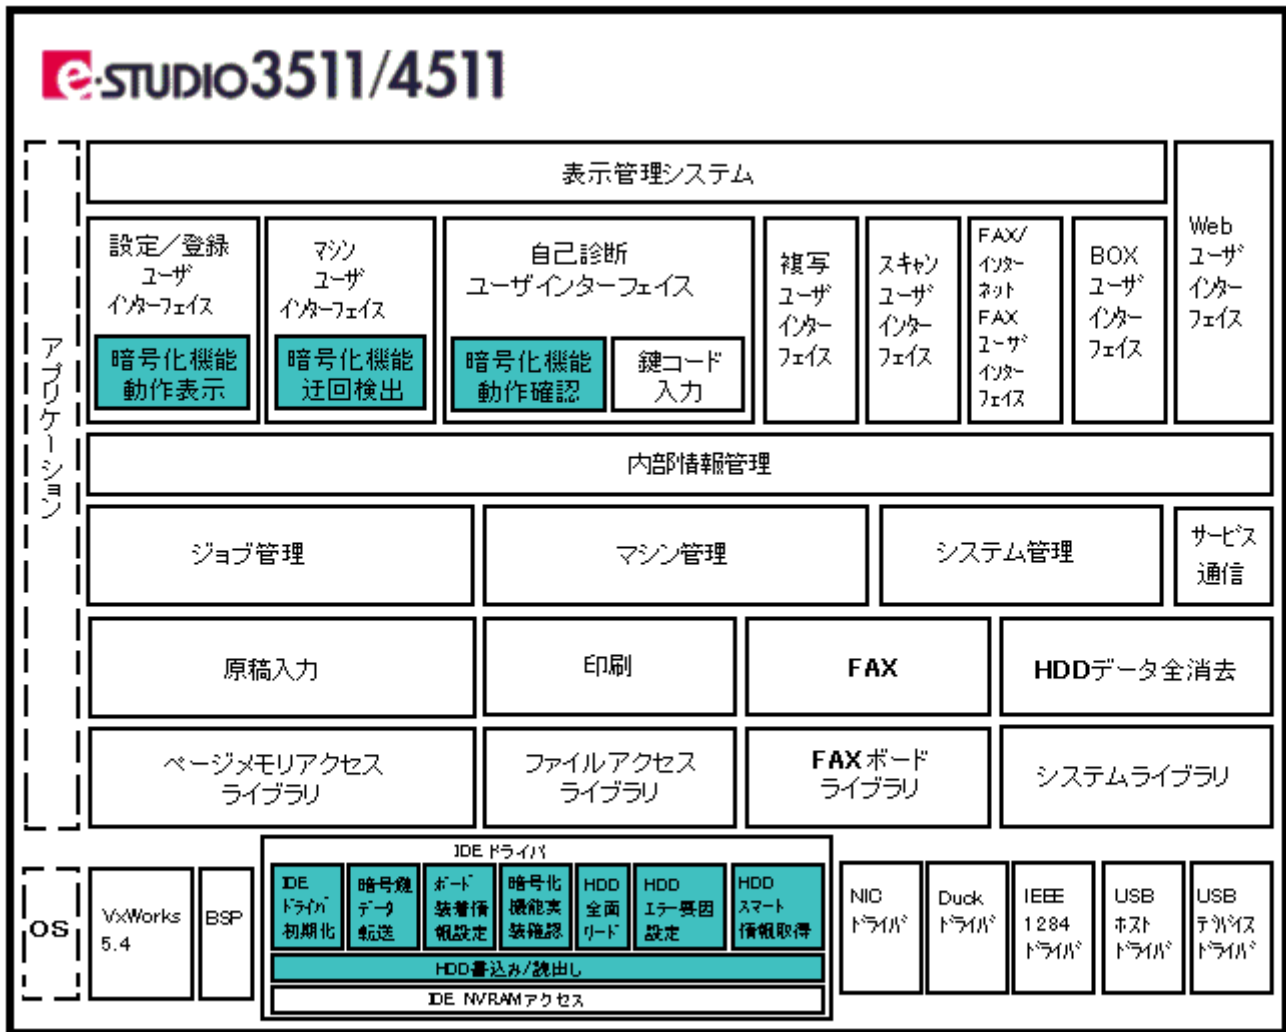 e-STUDIO3511/4511
アプリケーション
表示管理システム
Web
ユーザ
インター
フェイス
設定／登録
ユーザ
インターフェイス
暗号化機能
動作表示
マシン
ユーザ
インターフェイス
暗号化機能
迂回検出
自己診断
ユーザインターフェイス
暗号化機能
動作確認
鍵コード
入力
複写
ユーザ
インター
フェイス
スキャン
ユーザ
インター
フェイス
FAX/
インター
ネット
FAX
ユーザ
インター
フェイス
BOX
ユーザ
インター
フェイス
内部情報管理
ジョブ管理
マシン管理
システム管理
サービス
通信
原稿入力
印刷
FAX
HDDデータ全消去
ページメモリアクセス
ライブラリ
ファイルアクセス
ライブラリ
FAXボード
ライブラリ
システムライブラリ
OS
VxWorks
5.4
BSP
IDE ドライバ
IDE
ドライバ
初期化
暗号鍵
データ
転送
ボード
装着情
報設定
暗号化
機能実
装確認
HDD
全面
リード
HDD
エラー要因
設定
HDD
スマート
情報取得
HDD書込み/読出し
IDE NVRAMアクセス
NIC
ドライバ
Duck
ドライバ
IEEE
1284
ドライバ
USB
ホスト
ドライバ
USB
デバイス
ドライバ